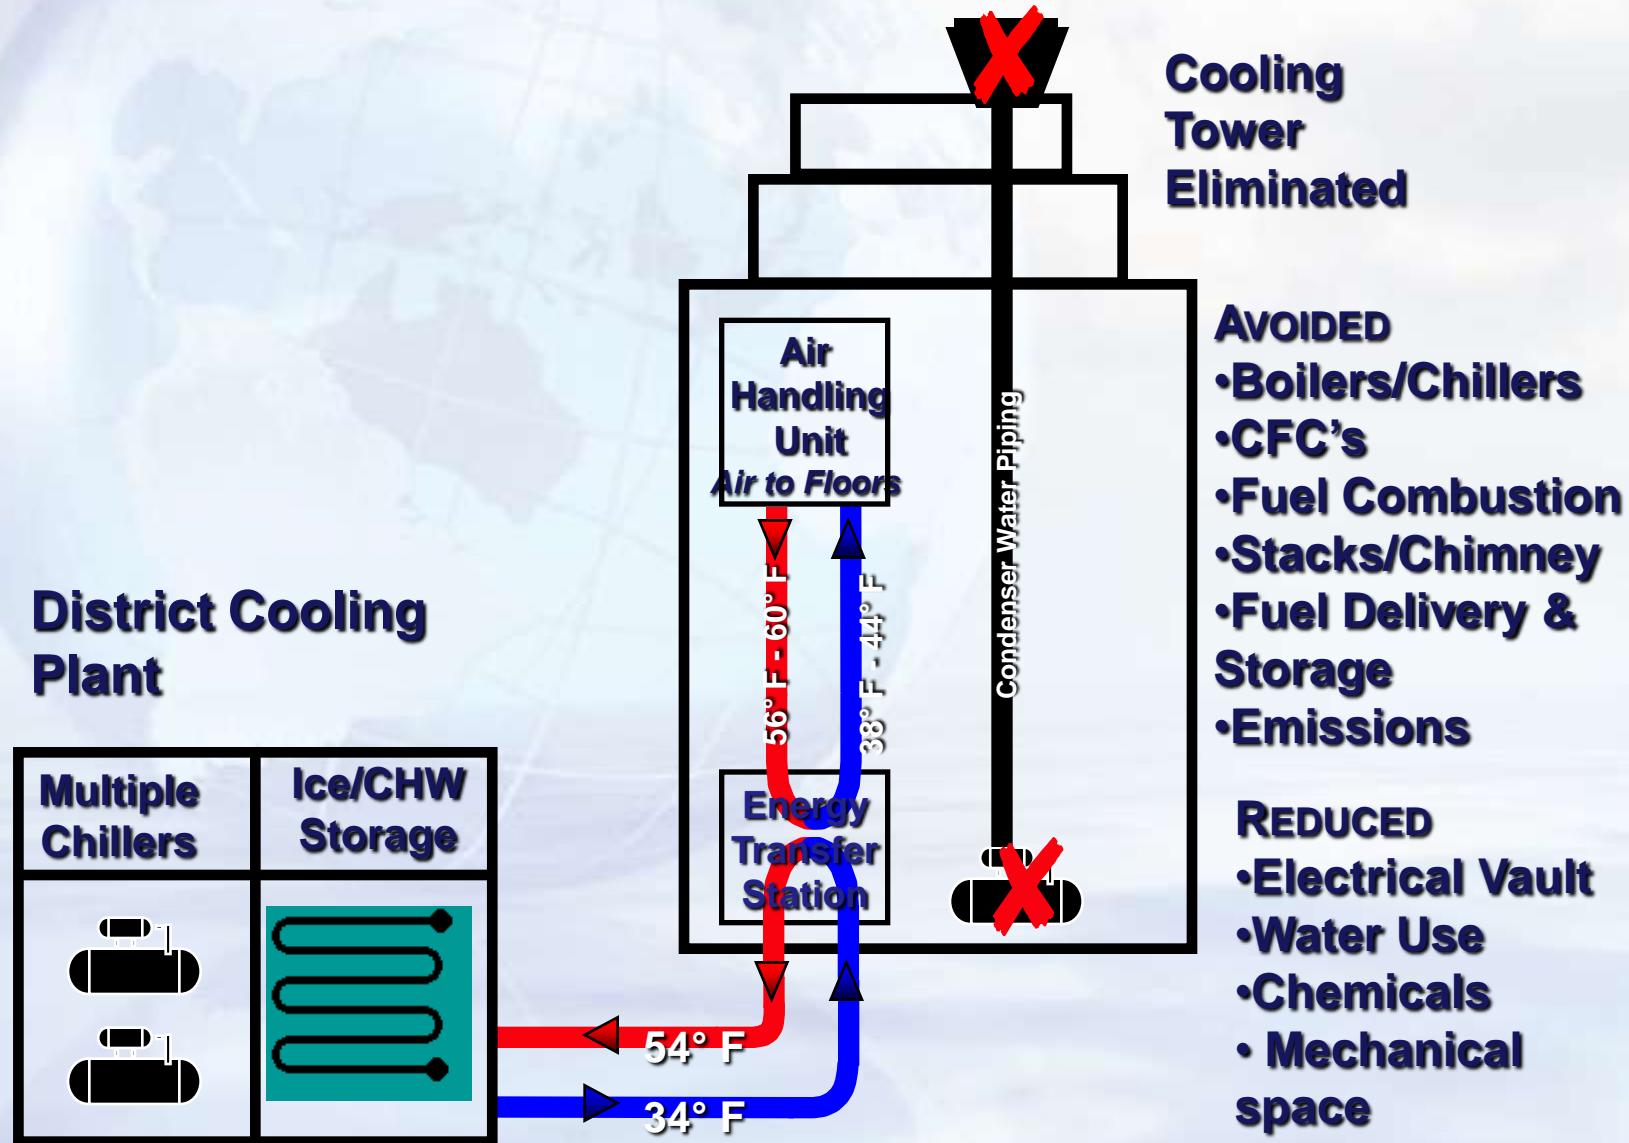 Cooling
Tower
Eliminated
AVOIDED
•Boilers/Chillers
•CFC’s
•Fuel Combustion
•Stacks/Chimney
•Fuel Delivery &
Storage
•Emissions
REDUCED
•Electrical Vault
•Water Use
•Chemicals
• Mechanical
space
Air
Handling
Unit
Air to Floors
56° F - 60° F
38° F - 44° F
Condenser Water Piping
Energy
Transfer
Station
District Cooling
Plant
Multiple
Chillers
Ice/CHW
Storage
54° F
34° F